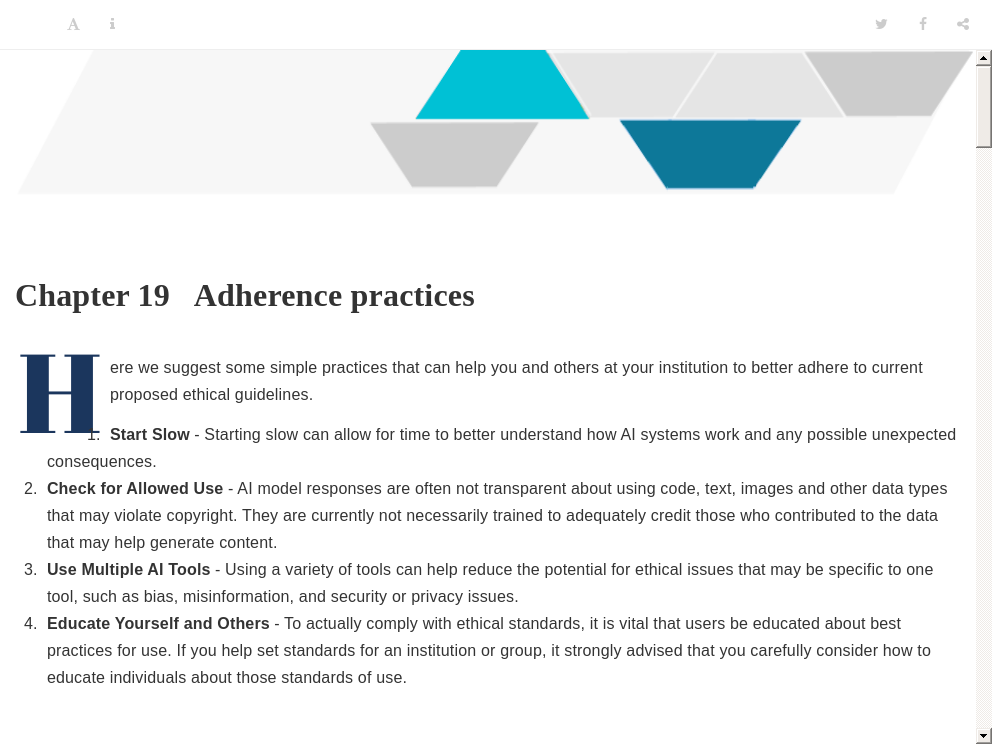 Chapter 19 Adherence practices
Here we suggest some simple practices that can help you and others at your institution to better adhere to current
proposed ethical guidelines.
1. Start Slow - Starting slow can allow for time to better understand how AI systems work and any possible unexpected
consequences.
2. Check for Allowed Use - AI model responses are often not transparent about using code, text, images and other data types
that may violate copyright. They are currently not necessarily trained to adequately credit those who contributed to the data
that may help generate content.
3. Use Multiple AI Tools - Using a variety of tools can help reduce the potential for ethical issues that may be specific to one
tool, such as bias, misinformation, and security or privacy issues.
4. Educate Yourself and Others - To actually comply with ethical standards, it is vital that users be educated about best
practices for use. If you help set standards for an institution or group, it strongly advised that you carefully consider how to
educate individuals about those standards of use.